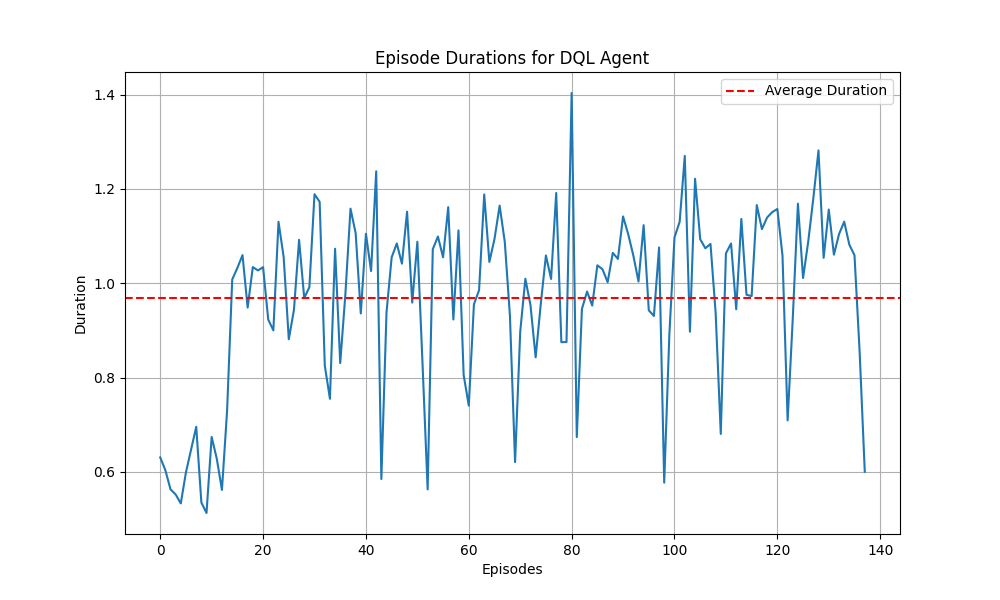 Episode Durations for DQL Agent
Average Duration
1.4
1.2
1.0
0.8
0.6
Duration
0 20 40 60 80 100 120 140
Episodes